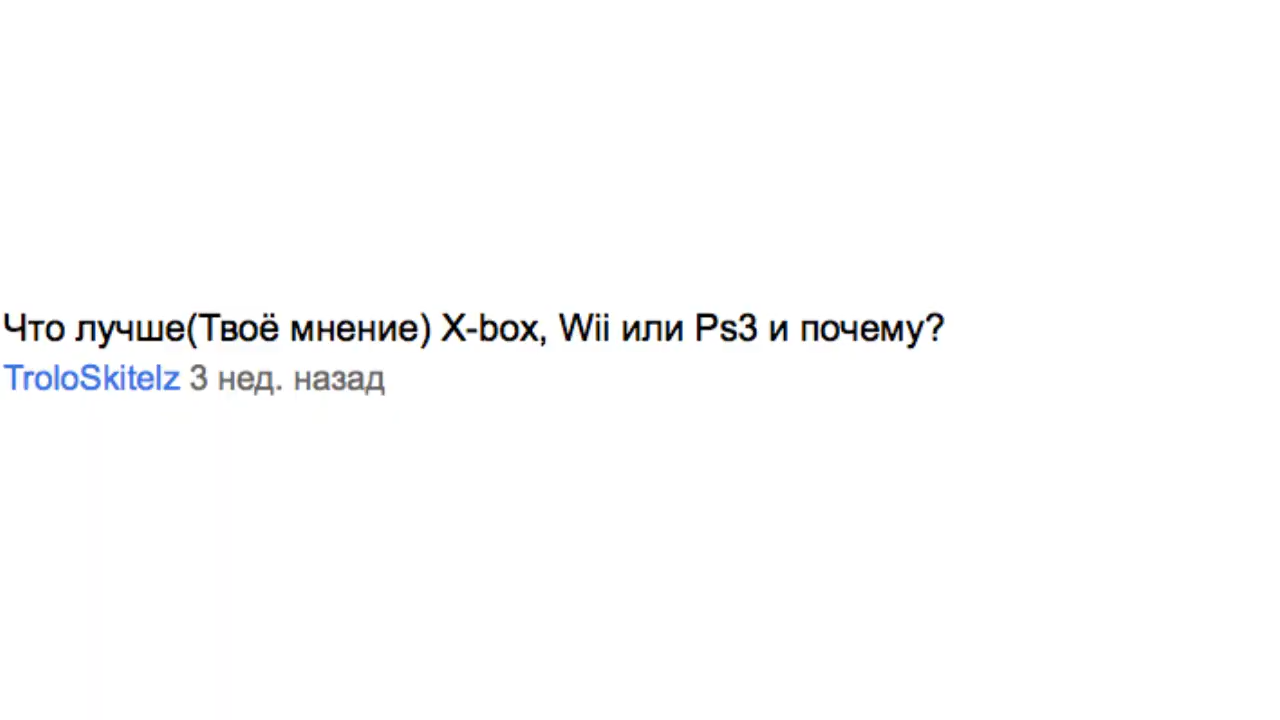 Что лучше(Твоё мнение) X-box, Wii или Ps3 и почему?
TroloSkitelz 3 нед. назад